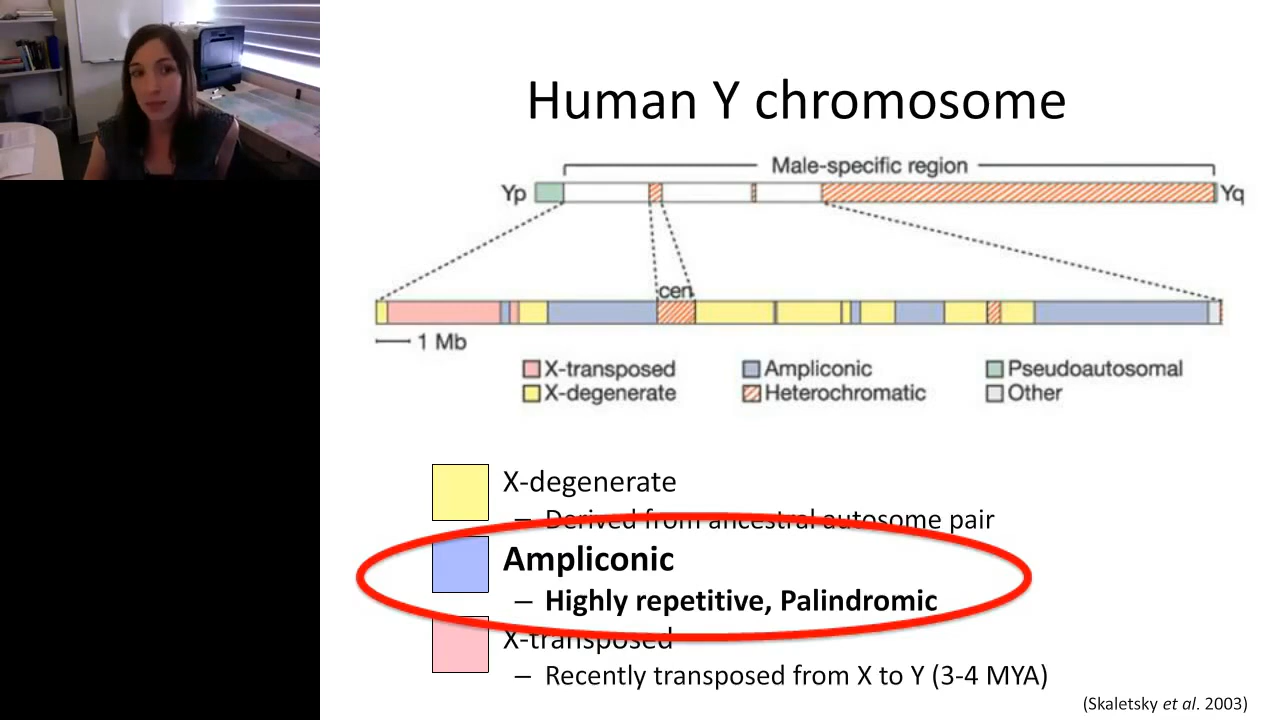 Human Y chromosome
Male-specific region
Yp
Yq
cen
1 Mb
X-transposed
Ampliconic
Pseudoautosomal
X-degenerate
Heterochromatic
Other
X-degenerate
– Derived from ancestral autosome pair
Ampliconic
– Highly repetitive, Palindromic
X-transposed
– Recently transposed from X to Y (3-4 MYA)
(Skaletsky et al. 2003)